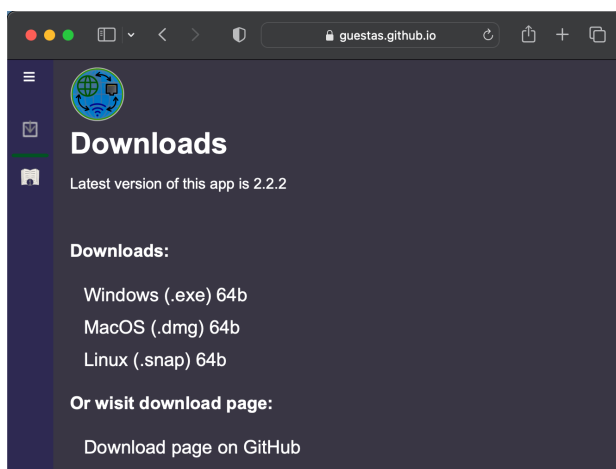 guestas.github.io
Downloads
Latest version of this app is 2.2.2
Downloads:
Windows (.exe) 64b
MacOS (.dmg) 64b
Linux (.snap) 64b
Or wisit download page:
Download page on GitHub